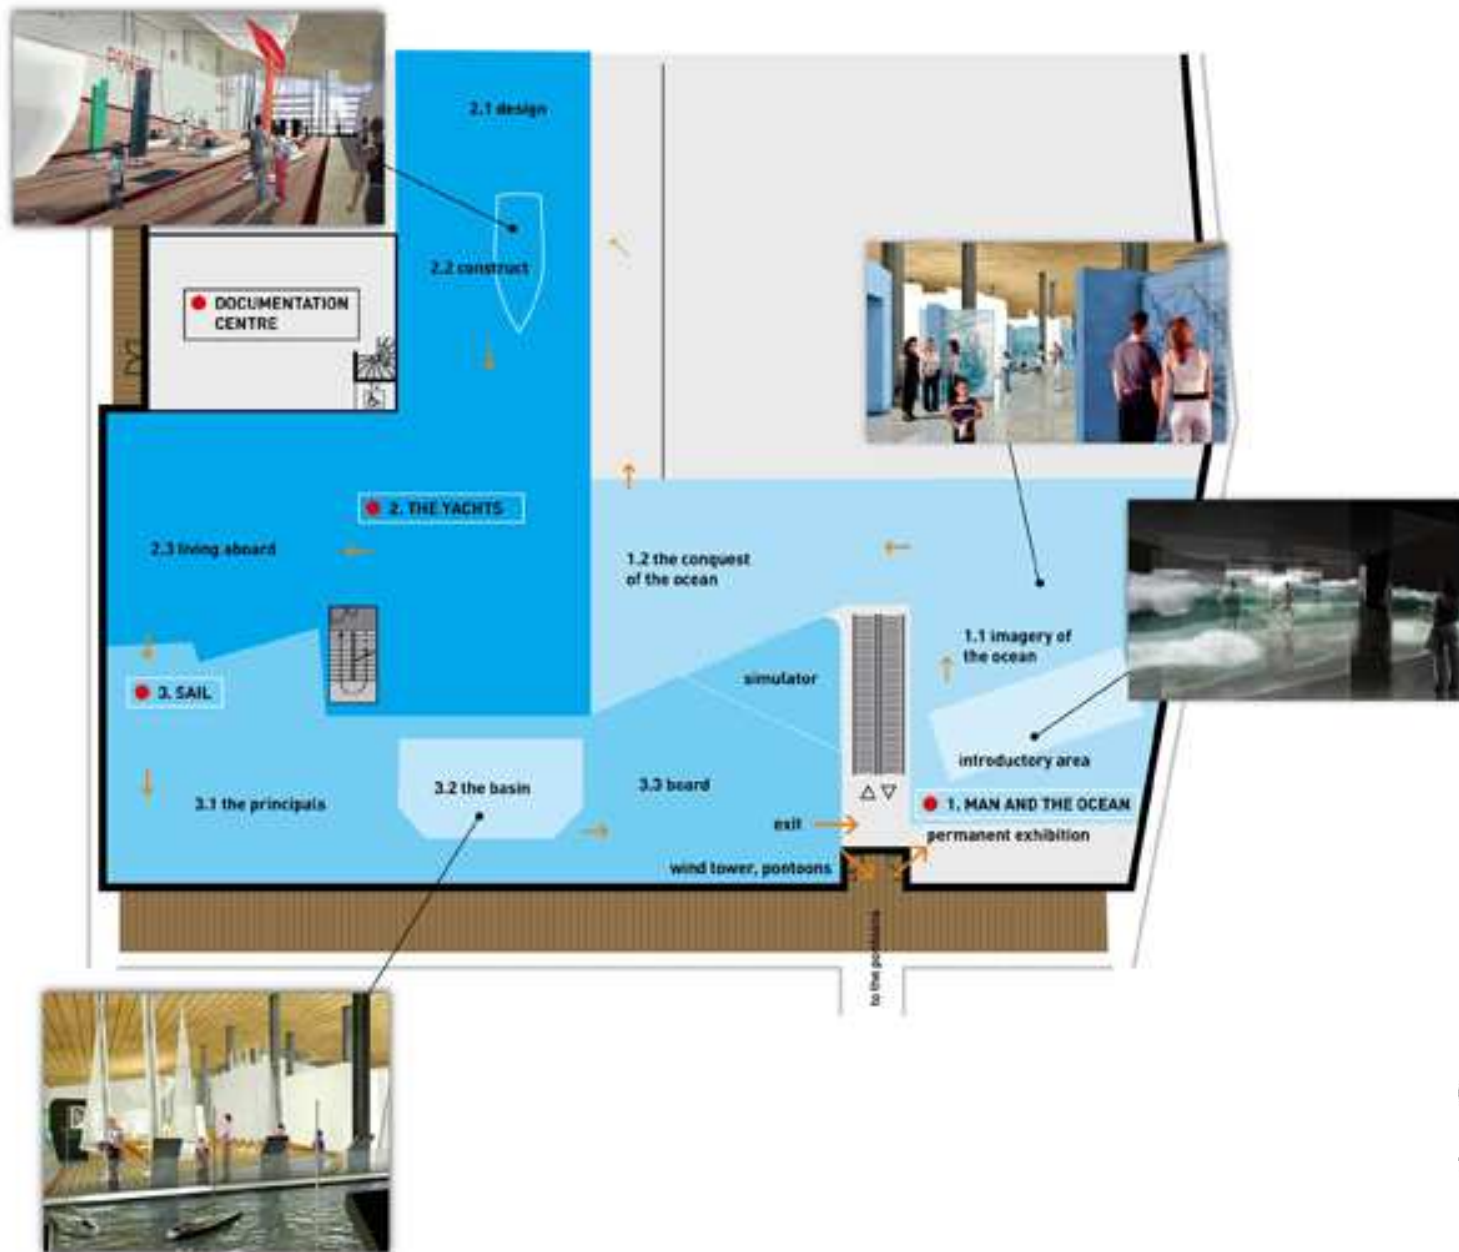 2.1 design
2.2 construct
DOCUMENTATION
CENTRE
2. THE YACHTS
2.3 living aboard
1.2 the conquest
of the ocean
1.1 imagery of
the ocean
simulator
3. SAIL
introductory area
3.2 the basin
3.3 board
3.1 the principals
1. MAN AND THE OCEAN
exit
permanent exhibition
wind tower, pontoons
to the pontoons